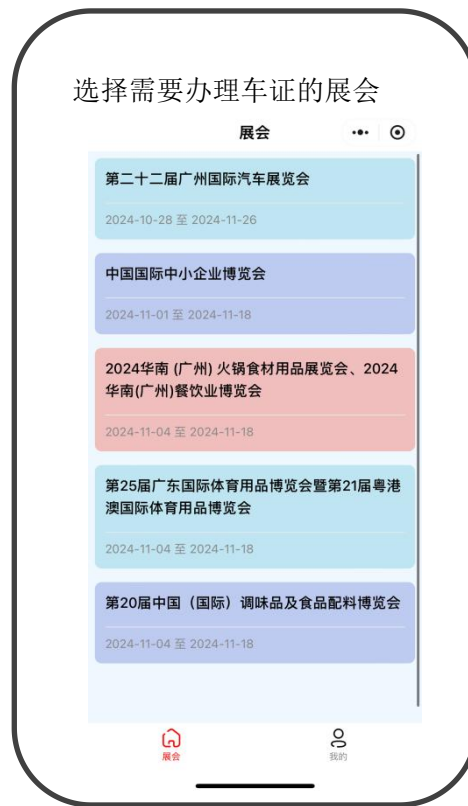 选择需要办理车证的展会
展会
第二十二届广州国际汽车展览会
2024-10-28 至 2024-11-26
中国国际中小企业博览会
2024-11-01 至 2024-11-18
2024华南 (广州) 火锅食材用品展览会、2024
华南(广州)餐饮业博览会
2024-11-04 至 2024-11-18
第25届广东国际体育用品博览会暨第21届粤港
澳国际体育用品博览会
2024-11-04 至 2024-11-18
第20届中国（国际）调味品及食品配料博览会
2024-11-04 至 2024-11-18
展会
我的